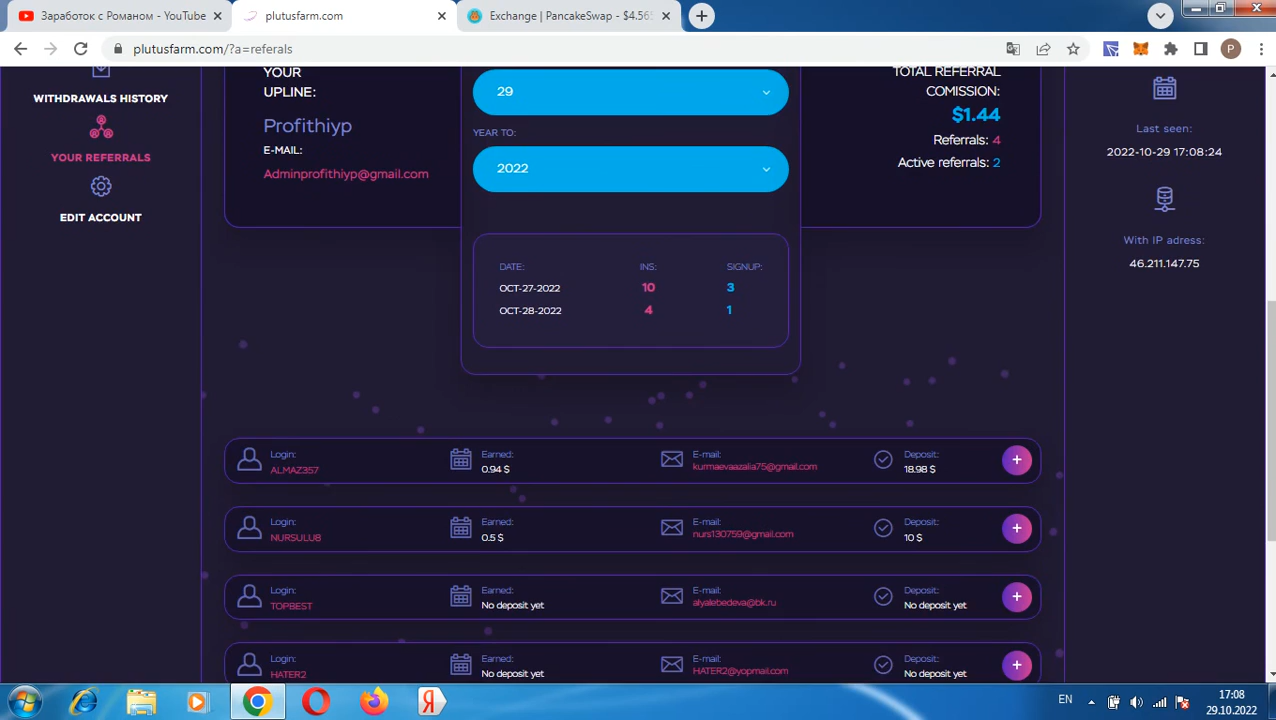 Заработок с Романом - YouTube
plutusfarm.com
Exchange | PancakeSwap - $4.565
plutusfarm.com/?a=referals
P
WITHDRAWALS HISTORY
YOUR REFERRALS
EDIT ACCOUNT
YOUR
UPLINE:
Profithiyp
E-MAIL:
Adminprofithiyp@gmail.com
29
YEAR TO:
2022
DATE: INS: SIGNUP:
OCT-27-2022 10 3
OCT-28-2022 4 1
TOTAL REFERRAL
COMISSION:
$1.44
Referrals: 4
Active referrals: 2
Last seen:
2022-10-29 17:08:24
With IP adress:
46.211.147.75
Login: Earned: E-mail: Deposit:
ALMAZ357 0.94 $ kurmaevaazalia75@gmail.com 18.98 $
Login: Earned: E-mail: Deposit:
NURSULU8 0.5 $ nurs130759@gmail.com 10 $
Login: Earned: E-mail: Deposit:
TOPBEST No deposit yet alyalebedeva@bk.ru No deposit yet
Login: Earned: E-mail: Deposit:
HATER2 No deposit yet HATER2@yopmail.com No deposit yet
EN
17:08
29.10.2022